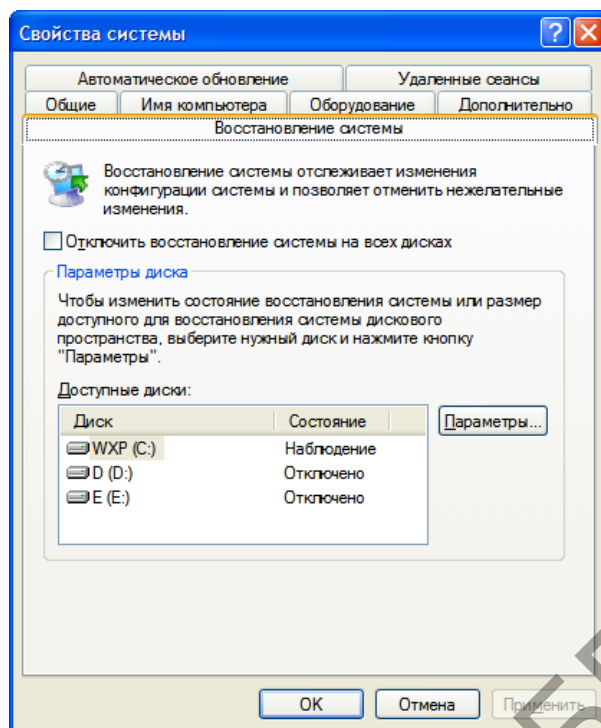 Свойства системы
Автоматическое обновление Удаленные сеансы
Общие Имя компьютера Оборудование Дополнительно
Восстановление системы
Восстановление системы отслеживает изменения
конфигурации системы и позволяет отменить нежелательные
изменения.
Отключить восстановление системы на всех дисках
Параметры диска
Чтобы изменить состояние восстановления системы или размер
доступного для восстановления системы дискового
пространства, выберите нужный диск и нажмите кнопку
"Параметры".
Доступные диски:
Диск Состояние Параметры...
WXP (C:) Наблюдение
D (D:) Отключено
E (E:) Отключено
OK Отмена Применить